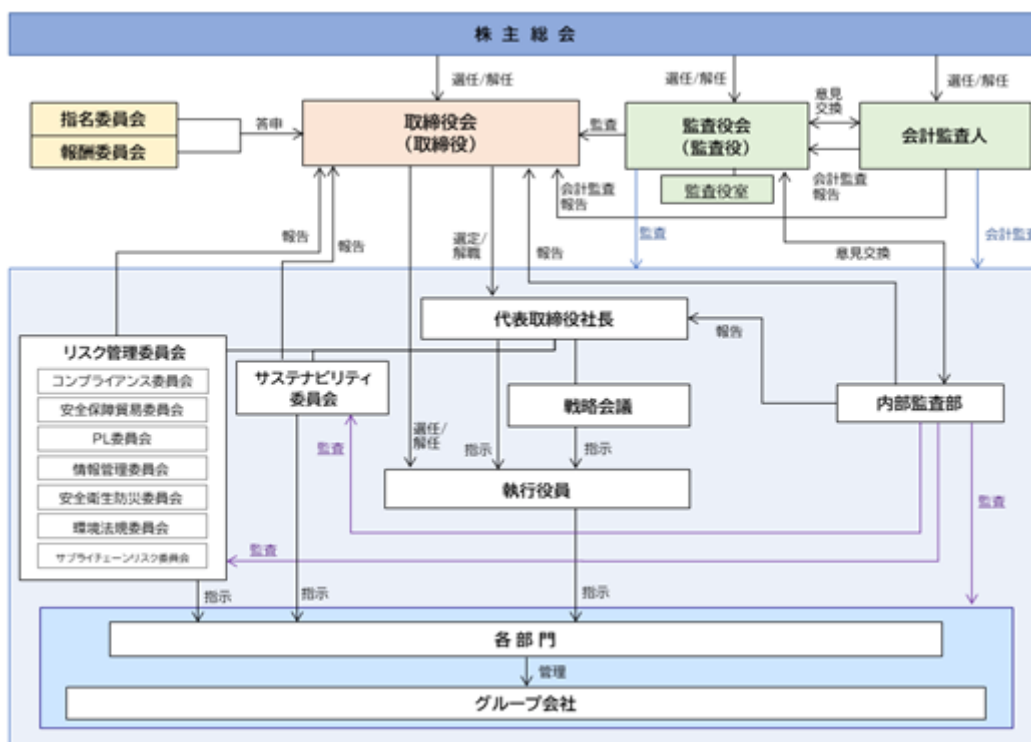 株主総会
選任/解任
選任/解任
選任/解任
指名委員会
報酬委員会
答申
取締役会
(取締役)
監査
監査役会
(監査役)
意見
交換
会計監査人
監査役室
会計監査
報告
会計監査
報告
報告
報告
選定/
解職
報告
監査
意見交換
会計監査
代表取締役社長
報告
リスク管理委員会
コンプライアンス委員会
安全保障貿易委員会
PL委員会
情報管理委員会
安全衛生防災委員会
環境法規委員会
サプライチェーンリスク委員会
サステナビリティ
委員会
戦略会議
内部監査部
選任/
解任
監査
指示
指示
執行役員
監査
監査
指示
指示
指示
各部門
管理
グループ会社